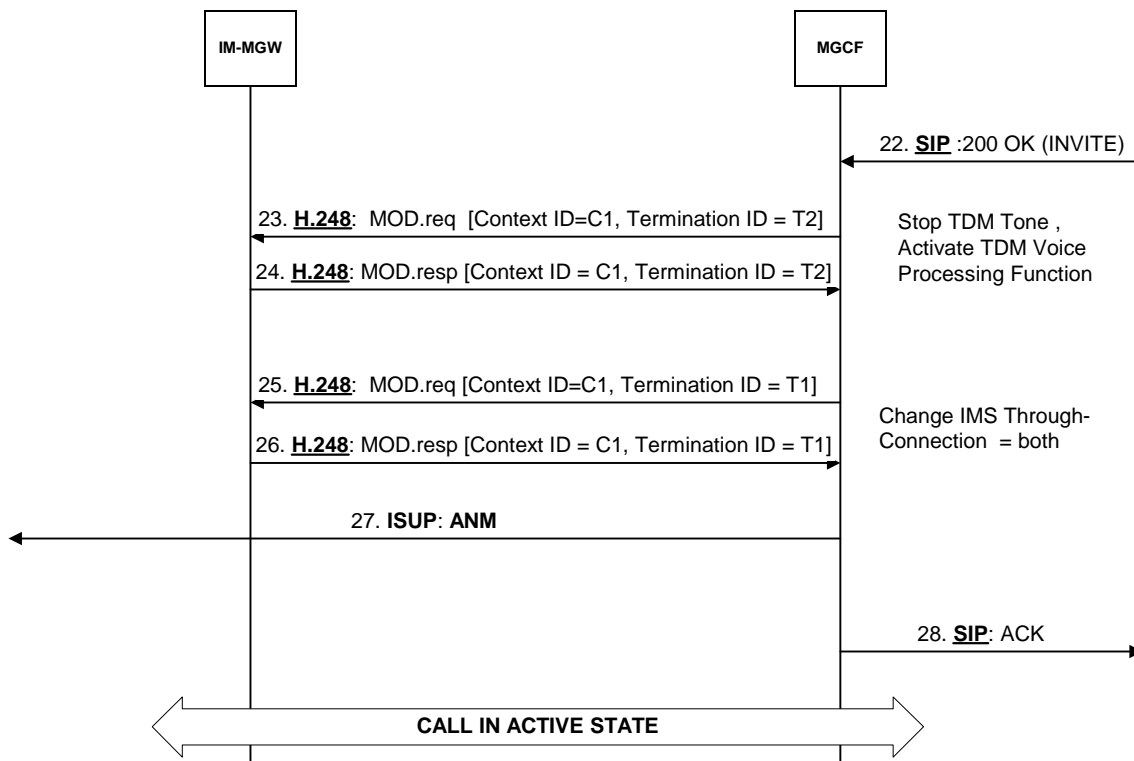 IM-MGW
MGCF
22. SIP :200 OK (INVITE)
23. H.248: MOD.req [Context ID=C1, Termination ID = T2]
Stop TDM Tone ,
Activate TDM Voice
Processing Function
24. H.248: MOD.resp [Context ID = C1, Termination ID = T2]
25. H.248: MOD.req [Context ID=C1, Termination ID = T1]
Change IMS Through-
Connection = both
26. H.248: MOD.resp [Context ID = C1, Termination ID = T1]
27. ISUP: ANM
28. SIP: ACK
CALL IN ACTIVE STATE